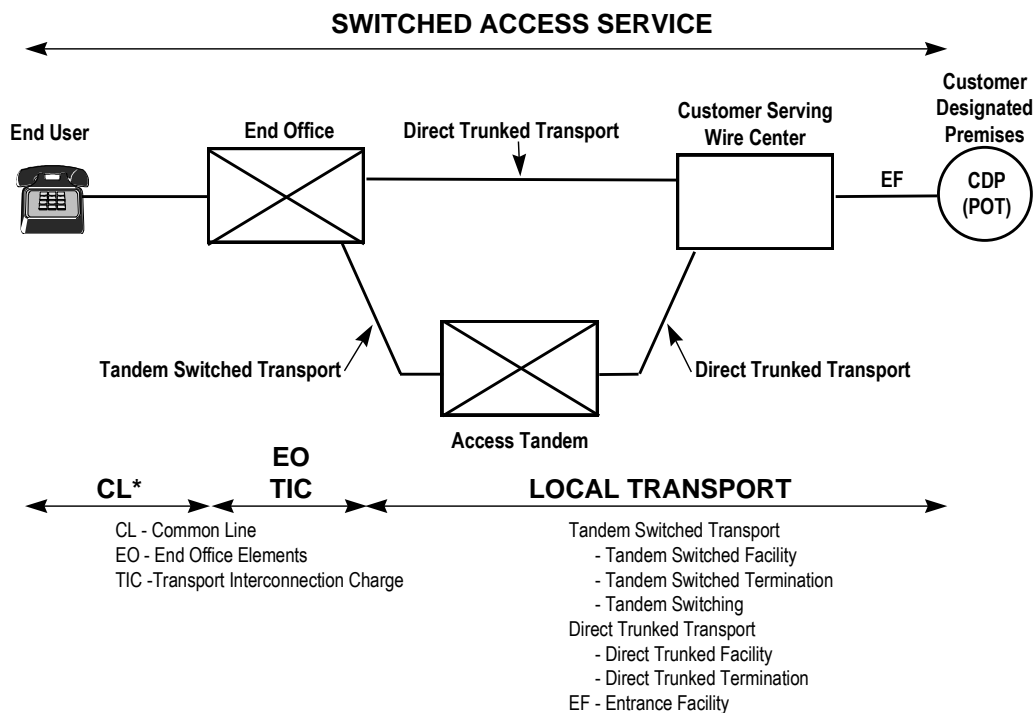 SWITCHED ACCESS SERVICE
End User
End Office
Direct Trunked Transport
Customer Serving
Wire Center
Customer
Designated
Premises
EF
CDP
(POT)
Tandem Switched Transport
Direct Trunked Transport
Access Tandem
CL*
EO
TIC
LOCAL TRANSPORT
CL - Common Line
EO - End Office Elements
TIC -Transport Interconnection Charge
Tandem Switched Transport
- Tandem Switched Facility
- Tandem Switched Termination
- Tandem Switching
Direct Trunked Transport
- Direct Trunked Facility
- Direct Trunked Termination
EF - Entrance Facility